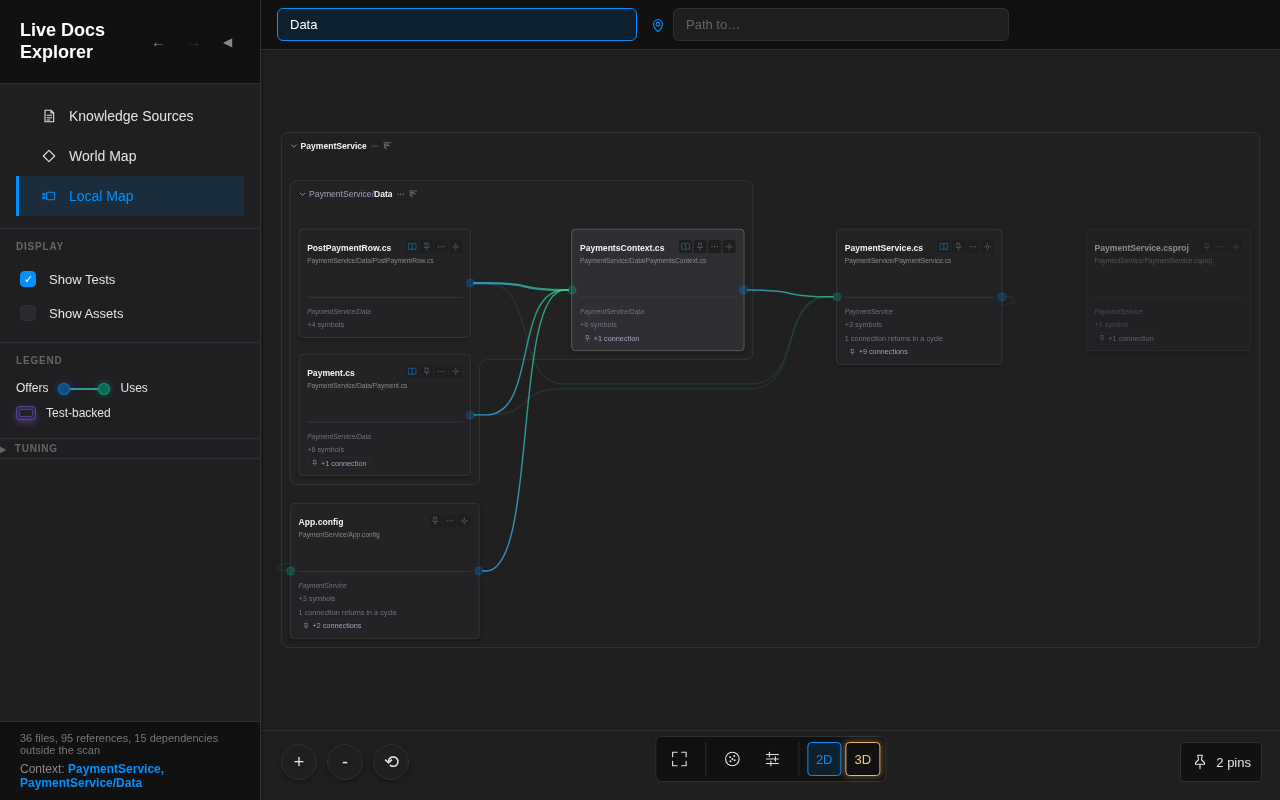 Live Docs
Explorer
Data
Path to…
Knowledge Sources
World Map
Local Map
DISPLAY
Show Tests
Show Assets
LEGEND
Offers
Uses
Test-backed
TUNING
36 files, 95 references, 15 dependencies
outside the scan
Context: PaymentService,
PaymentService/Data
PaymentService
PaymentService/Data
PostPaymentRow.cs
PaymentService/Data/PostPaymentRow.cs
PaymentService/Data
+4 symbols
PaymentsContext.cs
PaymentService/Data/PaymentsContext.cs
PaymentService/Data
+6 symbols
+1 connection
PaymentService.cs
PaymentService/PaymentService.cs
PaymentService
+3 symbols
1 connection returns in a cycle
+9 connections
PaymentService.csproj
PaymentService/PaymentService.csproj
PaymentService
+1 symbol
+1 connection
Payment.cs
PaymentService/Data/Payment.cs
PaymentService/Data
+6 symbols
+1 connection
App.config
PaymentService/App.config
PaymentService
+3 symbols
1 connection returns in a cycle
+2 connections
+
-
2D
3D
2 pins